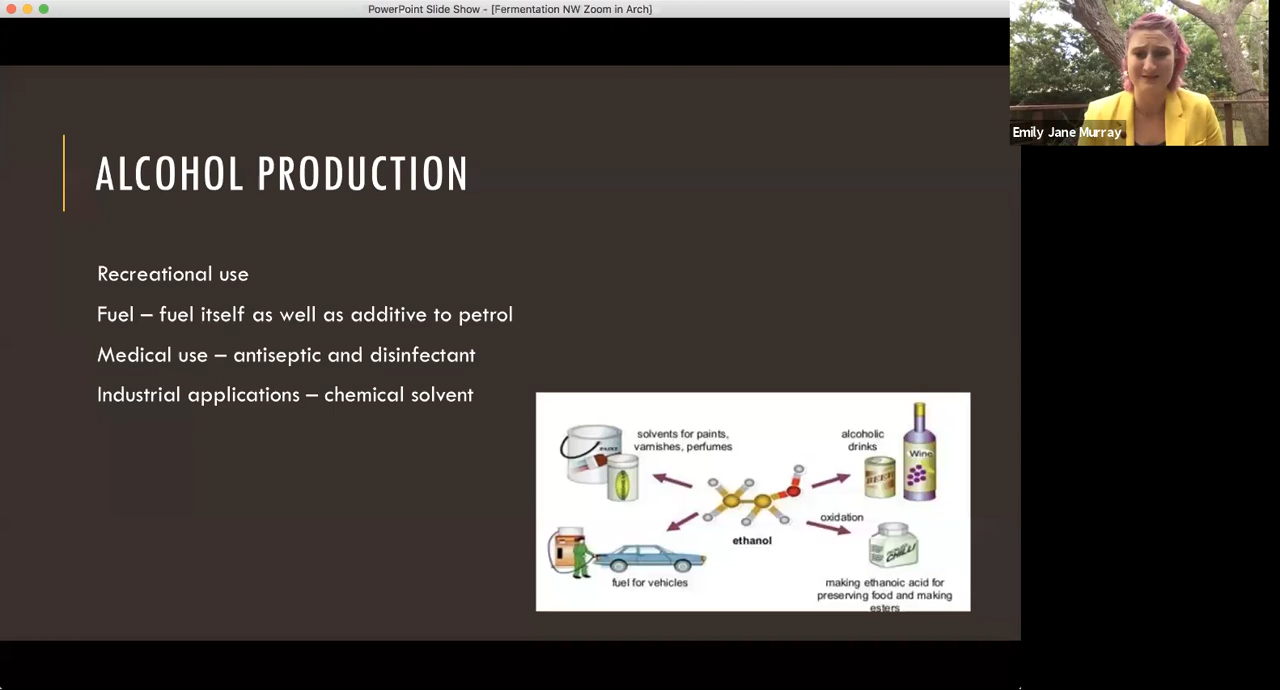 PowerPoint Slide Show - [Fermentation NW Zoom in Arch]
Emily Jane Murray
ALCOHOL PRODUCTION
Recreational use
Fuel – fuel itself as well as additive to petrol
Medical use – antiseptic and disinfectant
Industrial applications – chemical solvent
solvents for paints,
varnishes, perfumes
alcoholic
drinks
Wine
BEER
oxidation
ethanol
fuel for vehicles
making ethanoic acid for
preserving food and making
esters